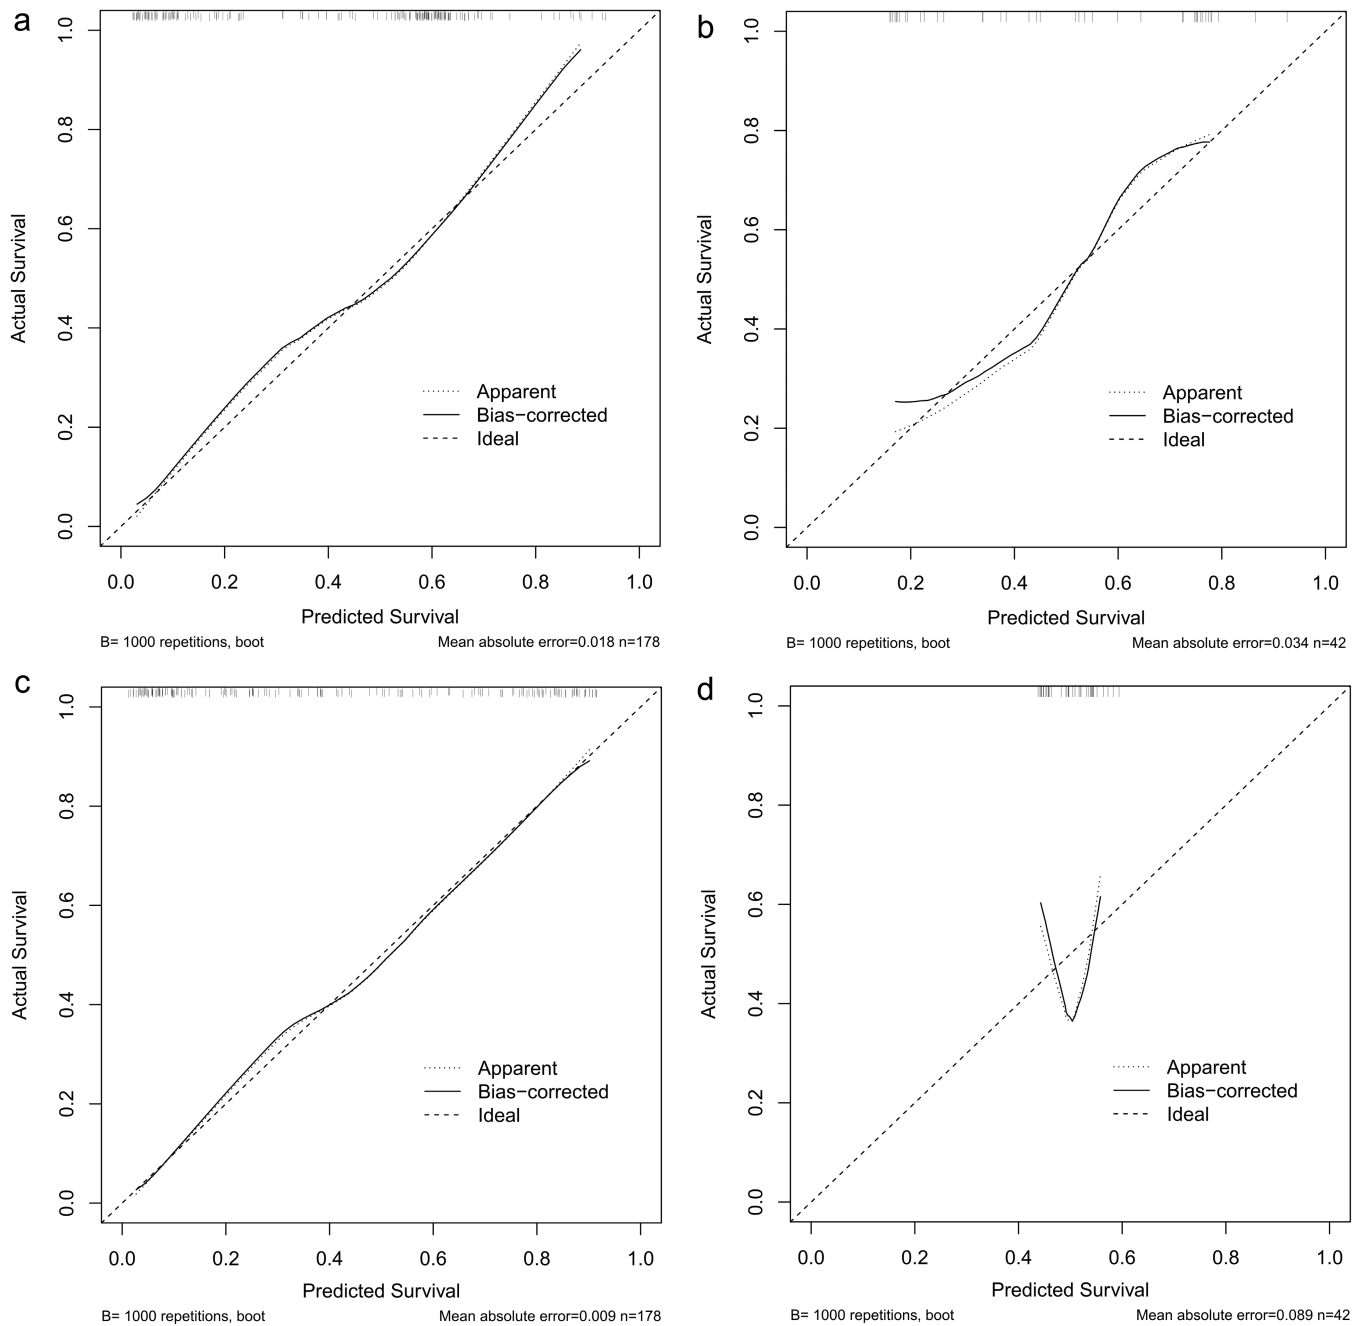 a
1.0
0.8
0.6
0.4
0.2
0.0
Actual Survival
Apparent
Bias−corrected
Ideal
0.0 0.2 0.4 0.6 0.8 1.0
Predicted Survival
B= 1000 repetitions, boot
Mean absolute error=0.018 n=178
b
1.0
0.8
0.6
0.4
0.2
0.0
Actual Survival
Apparent
Bias−corrected
Ideal
0.0 0.2 0.4 0.6 0.8 1.0
Predicted Survival
B= 1000 repetitions, boot
Mean absolute error=0.034 n=42
c
1.0
0.8
0.6
0.4
0.2
0.0
Actual Survival
Apparent
Bias−corrected
Ideal
0.0 0.2 0.4 0.6 0.8 1.0
Predicted Survival
B= 1000 repetitions, boot
Mean absolute error=0.009 n=178
d
1.0
0.8
0.6
0.4
0.2
0.0
Actual Survival
Apparent
Bias−corrected
Ideal
0.0 0.2 0.4 0.6 0.8 1.0
Predicted Survival
B= 1000 repetitions, boot
Mean absolute error=0.089 n=42